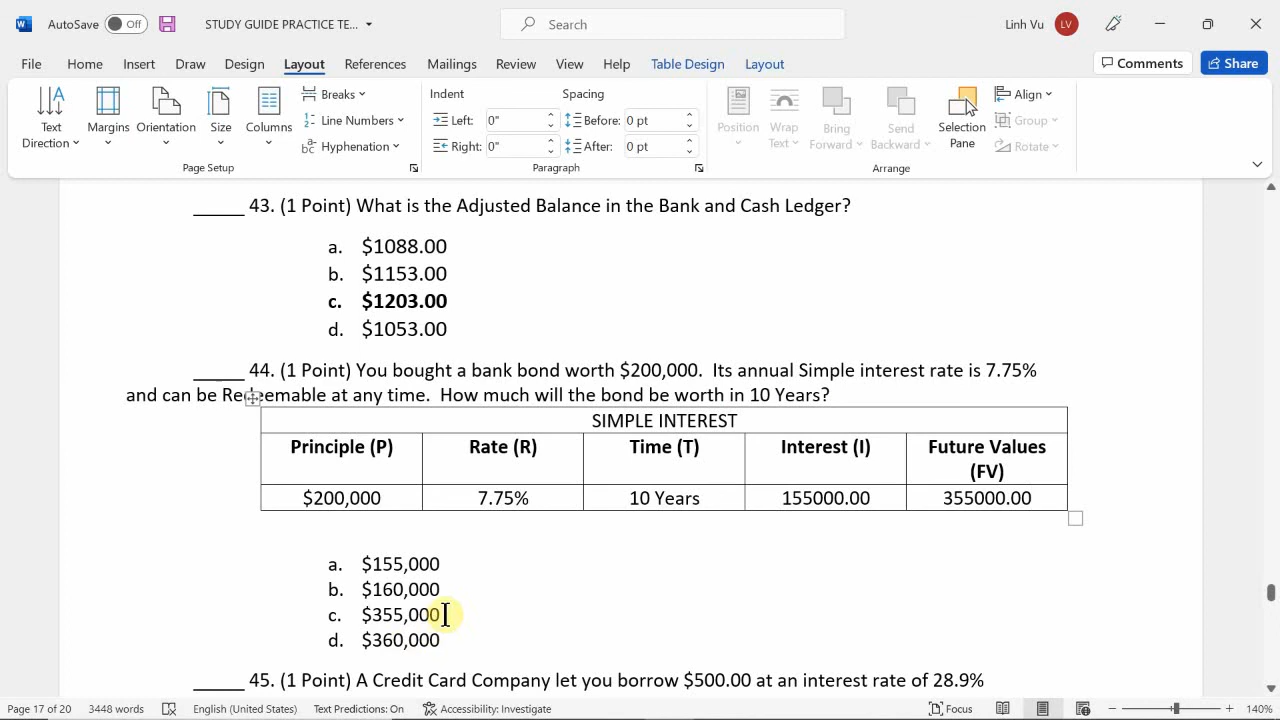 AutoSave Off STUDY GUIDE PRACTICE TE... Search Linh Vu LV
File Home Insert Draw Design Layout References Mailings Review View Help Table Design Layout Comments Share
Text Direction Margins Orientation Size Columns Breaks Line Numbers Hyphenation
Indent Spacing
Left: 0" Before: 0 pt
Right: 0" After: 0 pt
Position Wrap Text Bring Forward Send Backward Selection Pane Align Group Rotate
Page Setup Paragraph Arrange
_____ 43. (1 Point) What is the Adjusted Balance in the Bank and Cash Ledger?
a. $1088.00
b. $1153.00
c. $1203.00
d. $1053.00
_____ 44. (1 Point) You bought a bank bond worth $200,000. Its annual Simple interest rate is 7.75%
and can be Redeemable at any time. How much will the bond be worth in 10 Years?
SIMPLE INTEREST
Principle (P) Rate (R) Time (T) Interest (I) Future Values (FV)
$200,000 7.75% 10 Years 155000.00 355000.00
a. $155,000
b. $160,000
c. $355,000
d. $360,000
_____ 45. (1 Point) A Credit Card Company let you borrow $500.00 at an interest rate of 28.9%
Page 17 of 20 3448 words English (United States) Text Predictions: On Accessibility: Investigate Focus 140%